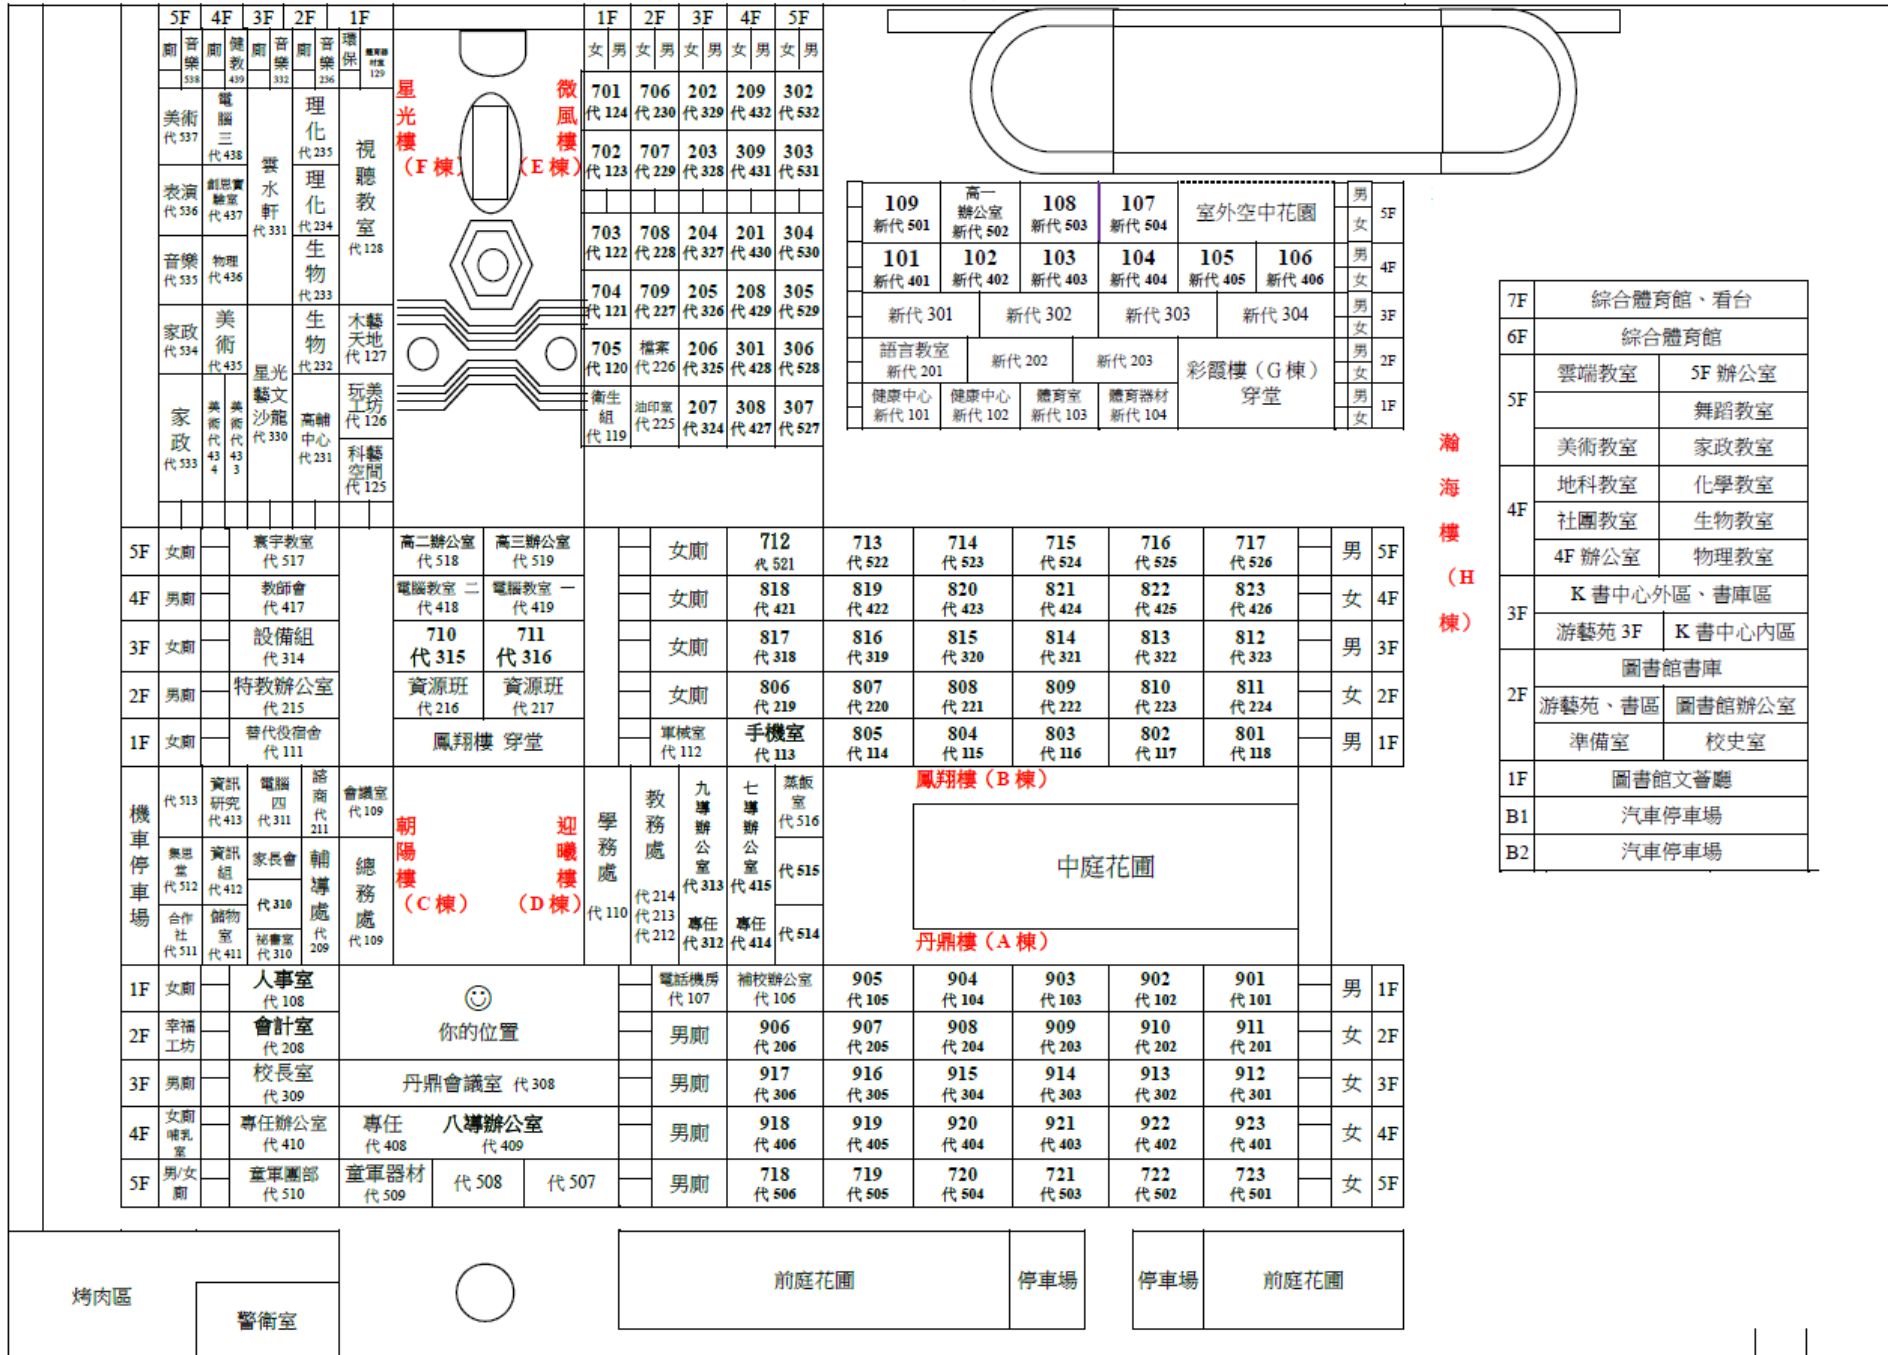 5F 4F 3F 2F 1F
廁 音樂 538 廁 健教 439 廁 音樂 332 廁 音樂 236 環保 體育器材室 129
美術 代537
電腦三 代438
雲水軒 代331
理化 代235
視聽教室 代128
表演 代536
創思實驗室 代437
理化 代234
音樂 代535
物理 代436
生物 代233
家政 代534
美術 代435
星光藝文沙龍 代330
生物 代232
木藝天地 代127
家政 代533
美術代434
美術代433
高輔中心 代231
玩美工坊 代126
科藝空間 代125
星光樓
(F 棟)
微風樓
(E 棟)
1F 2F 3F 4F 5F
女 男 女 男 女 男 女 男 女 男
701 706 202 209 302
代124 代230 代329 代432 代532
702 707 203 309 303
代123 代229 代328 代431 代531
703 708 204 201 304
代122 代228 代327 代430 代530
704 709 205 208 305
代121 代227 代326 代429 代529
705 檔案 206 301 306
代120 代226 代325 代428 代528
衛生組 油印室 207 308 307
代119 代225 代324 代427 代527
109 高一辦公室 108 107 室外空中花園 男 女 5F
新代501 新代502 新代503 新代504
101 102 103 104 105 106 男 女 4F
新代401 新代402 新代403 新代404 新代405 新代406
新代301 新代302 新代303 新代304 男 女 3F
語言教室 新代201 新代202 新代203 男 女 2F
彩霞樓(G 棟)
穿堂
健康中心 健康中心 體育室 體育器材 男 女 1F
新代101 新代102 新代103 新代104
瀚海樓
(H棟)
7F 綜合體育館、看台
6F 綜合體育館
5F 雲端教室 5F 辦公室
舞蹈教室
美術教室 家政教室
4F 地科教室 化學教室
社團教室 生物教室
4F 辦公室 物理教室
3F K 書中心外區、書庫區
游藝苑 3F K 書中心內區
2F 圖書館書庫
游藝苑、書區 圖書館辦公室
準備室 校史室
1F 圖書館文薈廳
B1 汽車停車場
B2 汽車停車場
5F 女廁 寰宇教室 高二辦公室 高三辦公室 女廁 712 713 714 715 716 717 男 5F
代517 代518 代519 代521 代522 代523 代524 代525 代526
4F 男廁 教師會 電腦教室 二 電腦教室 一 女廁 818 819 820 821 822 823 女 4F
代417 代418 代419 代421 代422 代423 代424 代425 代426
3F 女廁 設備組 710 711 女廁 817 816 815 814 813 812 男 3F
代314 代315 代316 代318 代319 代320 代321 代322 代323
2F 男廁 特教辦公室 資源班 資源班 女廁 806 807 808 809 810 811 女 2F
代215 代216 代217 代219 代220 代221 代222 代223 代224
1F 女廁 替代役宿舍 鳳翔樓 穿堂 軍械室 手機室 805 804 803 802 801 男 1F
代111 代112 代113 代114 代115 代116 代117 代118
機車停車場
代513
資訊研究 代413
電腦四 代311
諮商 代211
會議室 代109
集思堂 代512
資訊組 代412
家長會
代310
輔導處 代209
總務處 代109
合作社 代511
儲物室 代411
祕書室 代310
朝陽樓
(C 棟)
迎曦樓
(D 棟)
學務處 代110
教務處
代214
代213
代212
九導辦公室 代313
專任 代312
七導辦公室 代415
專任 代414
蒸飯室 代516
代515
代514
鳳翔樓(B 棟)
中庭花圃
丹鼎樓(A 棟)
1F 女廁 人事室 電話機房 補校辦公室 905 904 903 902 901 男 1F
代108 代107 代106 代105 代104 代103 代102 代101
你的位置
2F 幸福工坊 會計室 男廁 906 907 908 909 910 911 女 2F
代208 代206 代205 代204 代203 代202 代201
3F 男廁 校長室 丹鼎會議室 代308 男廁 917 916 915 914 913 912 女 3F
代309 代306 代305 代304 代303 代302 代301
4F 女廁哺乳室 專任辦公室 專任 八導辦公室 男廁 918 919 920 921 922 923 女 4F
代410 代408 代409 代406 代405 代404 代403 代402 代401
5F 男/女廁 童軍團部 童軍器材 代508 代507 男廁 718 719 720 721 722 723 女 5F
代510 代509 代506 代505 代504 代503 代502 代501
烤肉區
警衛室
前庭花圃 停車場 停車場 前庭花圃